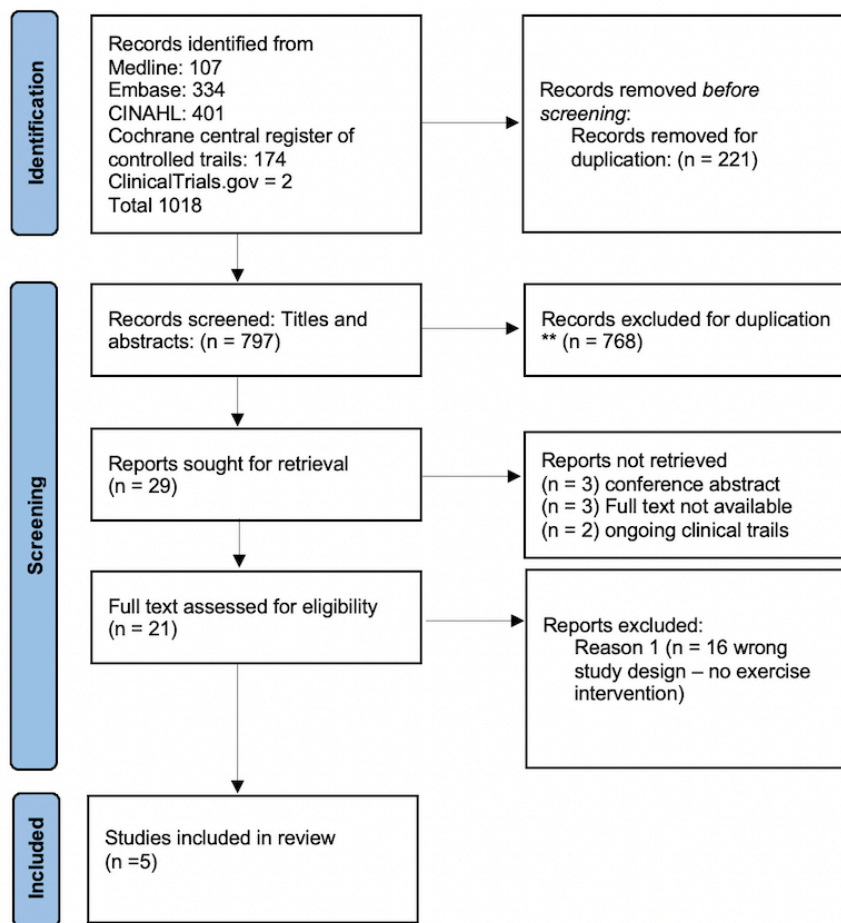 Identification
Records identified from
Medline: 107
Embase: 334
CINAHL: 401
Cochrane central register of
controlled trails: 174
ClinicalTrials.gov = 2
Total 1018
Records removed before
screening:
Records removed for
duplication: (n = 221)
Screening
Records screened: Titles and
abstracts: (n = 797)
Records excluded for duplication
** (n = 768)
Reports sought for retrieval
(n = 29)
Reports not retrieved
(n = 3) conference abstract
(n = 3) Full text not available
(n = 2) ongoing clinical trails
Full text assessed for eligibility
(n = 21)
Reports excluded:
Reason 1 (n = 16 wrong
study design – no exercise
intervention)
Included
Studies included in review
(n =5)